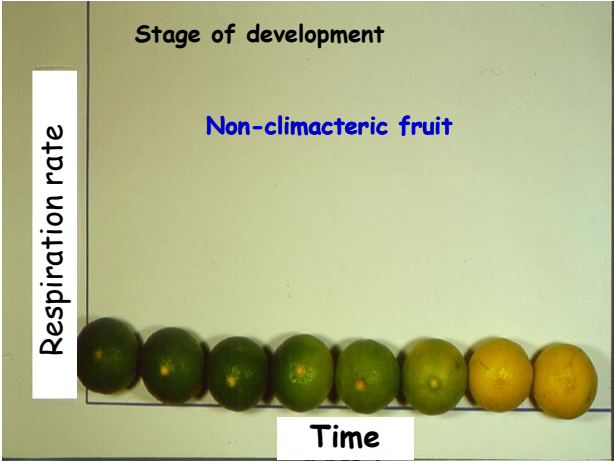 Stage of development
Non-climacteric fruit
Respiration rate
Time